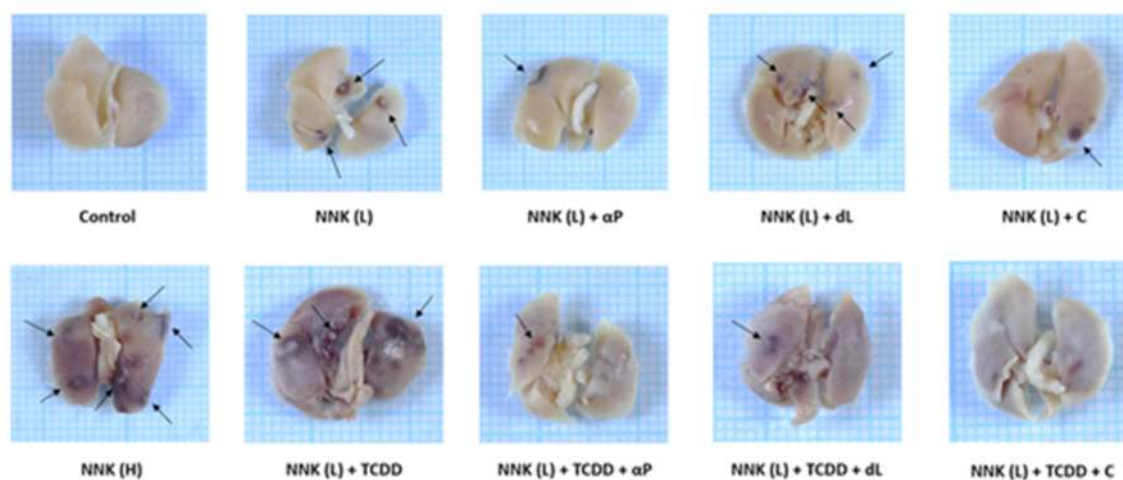 Control
NNK (L)
NNK (L) + αP
NNK (L) + dL
NNK (L) + C
NNK (H)
NNK (L) + TCDD
NNK (L) + TCDD + αP
NNK (L) + TCDD + dL
NNK (L) + TCDD + C